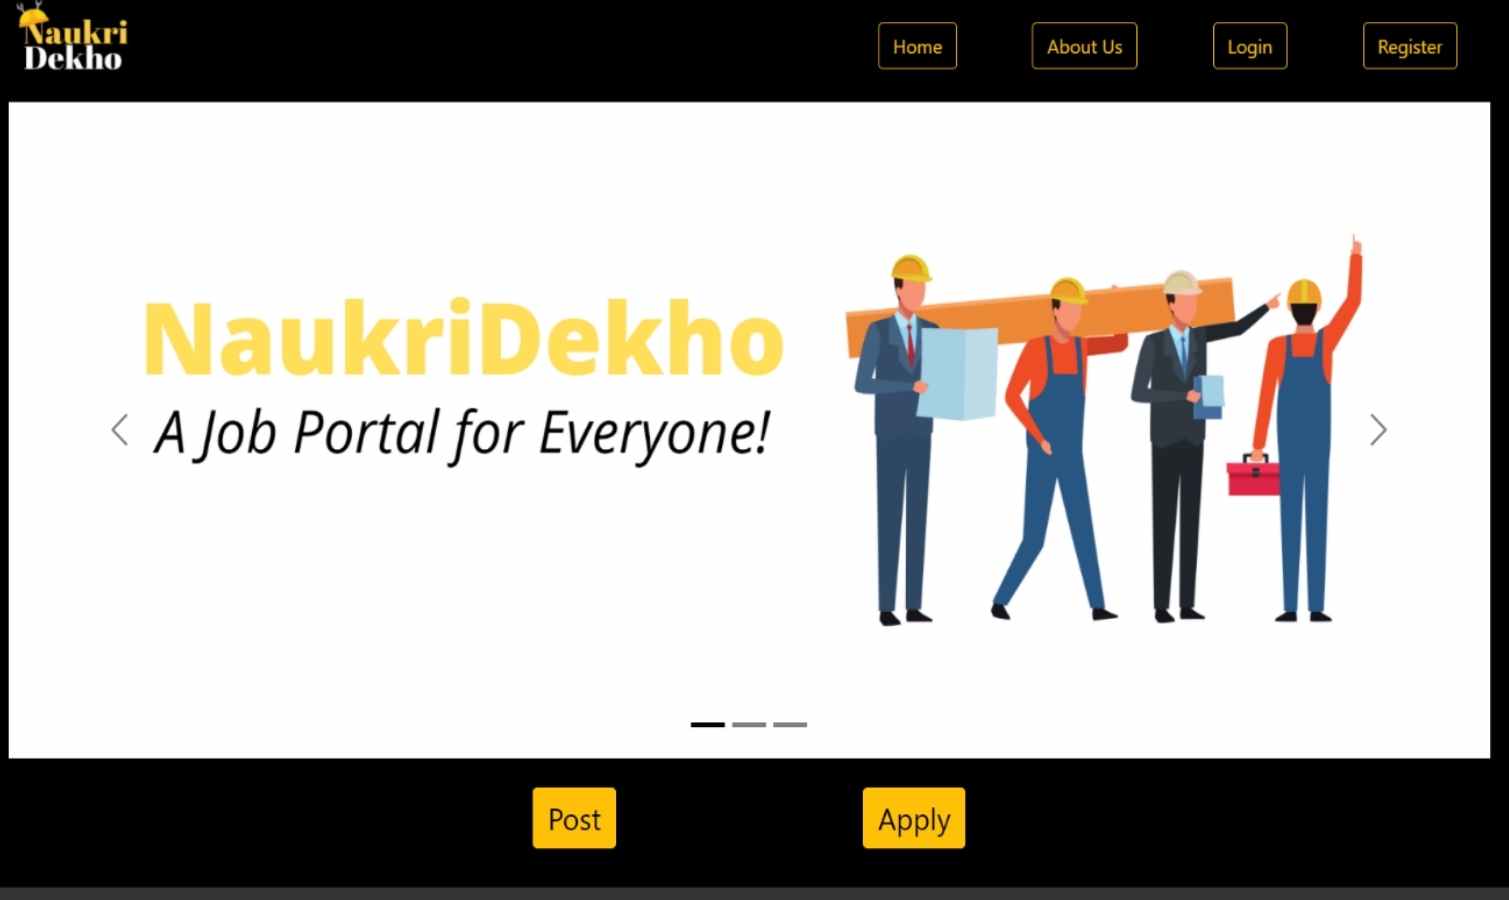 Naukri
Dekho
Home About Us Login Register
NaukriDekho
A Job Portal for Everyone!
Post Apply